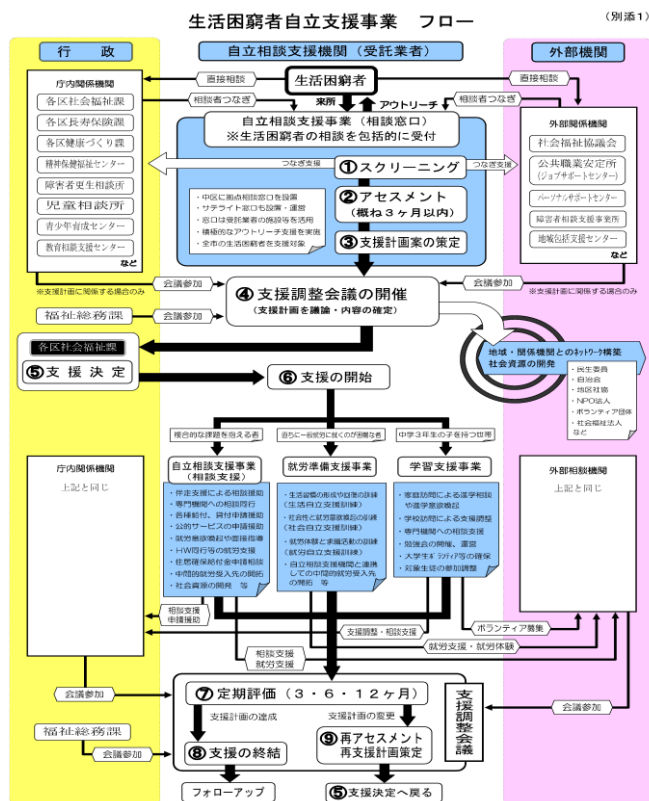 生活困窮者自立支援事業 フロー
(別添1)
行政
自立相談支援機関（受託業者）
外部機関
庁内関係機関
各区社会福祉課
各区長寿保険課
各区健康づくり課
精神保健福祉センター
障害者更生相談所
児童相談所
青少年育成センター
教育相談支援センター
など
直接相談
生活困窮者
直接相談
相談者つなぎ
来所
アウトリーチ
相談者つなぎ
自立相談支援事業（相談窓口）
※生活困窮者の相談を包括的に受付
外部関係機関
社会福祉協議会
公共職業安定所
(ジョブサポートセンター)
パーソナルサポートセンター
障害者相談支援事業所
地域包括支援センター
など
つなぎ支援
①スクリーニング
つなぎ支援
②アセスメント
（概ね３ヶ月以内）
③支援計画案の策定
・中区に拠点相談窓口を設置
・サテライト窓口も設置・運営
・窓口は受託業者の施設等を活用
・積極的なアウトリーチ支援を実施
・全市の生活困窮者を支援対象
会議参加
※支援計画に関係する場合のみ
会議参加
※支援計画に関係する場合のみ
④支援調整会議の開催
（支援計画を議論・内容の確定）
福祉総務課
会議参加
各区社会福祉課
⑤支援決定
地域・関係機関とのネットワーク構築
社会資源の開発
・民生委員
・自治会
・地区社協
・NPO法人
・ボランティア団体
・社会福祉法人
など
⑥支援の開始
複合的な課題を抱える者
直ちに一般就労に就くのが困難な者
中学３年生の子を持つ世帯
庁内関係機関
上記と同じ
自立相談支援事業
（相談支援）
・伴走支援による相談援助
・専門機関への相談同行
・各種給付、貸付申請援助
・公的サービスの申請援助
・就労意欲喚起や面接指導
・HW同行等の就労支援
・住居確保給付金申請相談
・中間的就労受入先の開拓
・社会資源の開発 等
就労準備支援事業
・生活習慣の形成や回復の訓練
（生活自立訓練）
・社会性と就労意欲喚起の訓練
（社会自立訓練）
・就労体験と求職活動の訓練
（就労自立支援訓練）
・自立相談支援機関と連携
しての中間的就労受入先
の開拓 等
学習支援事業
・家庭訪問による進学相談
や進学意欲喚起
・学校訪問による支援調整
・専門機関への相談支援
・勉強会の開催、運営
・大学生ボランティア等の確保
・対象生徒の参加調整
外部相談機関
上記と同じ
相談支援
申請援助
支援調整・相談支援
ボランティア募集
相談支援
就労支援
就労支援・就労体験
会議参加
⑦定期評価（３・６・12ヶ月）
支援計画の達成
支援計画の変更
支援調整会議
会議参加
福祉総務課
会議参加
⑧支援の終結
⑨再アセスメント
再支援計画策定
フォローアップ
⑤支援決定へ戻る